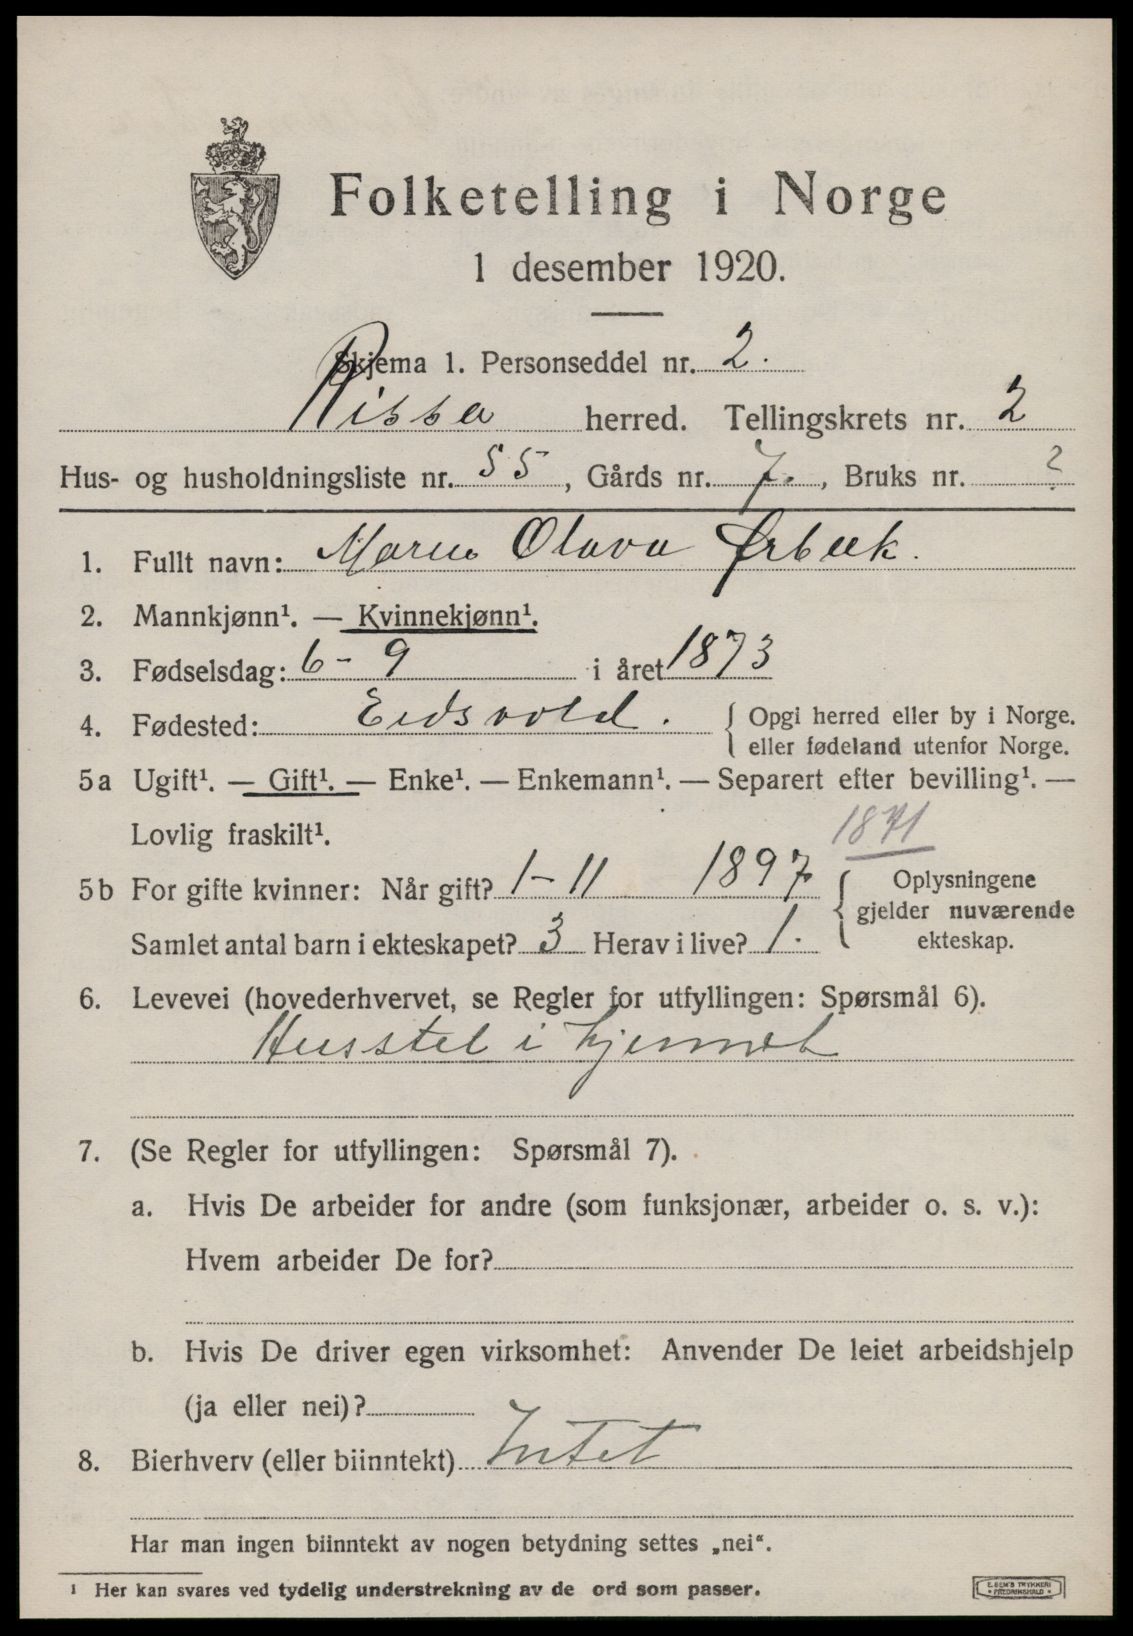 Folketelling i Norge
1 desember 1920.
Skjema 1. Personseddel nr. 2.
Rissa herred. Tellingskrets nr. 2
Hus- og husholdningsliste nr. 55, Gårds nr. 7., Bruks nr. ?
1. Fullt navn: Maren Olava Ørbæk.
2. Mannkjønn¹. — Kvinnekjønn¹.
3. Fødselsdag: 6 - 9 i året 1873
4. Fødested: Eidsvold. { Opgi herred eller by i Norge.
eller fødeland utenfor Norge.
5a Ugift¹. — Gift¹. — Enke¹. — Enkemann¹. — Separert efter bevilling¹. —
Lovlig fraskilt¹.
1871
5b For gifte kvinner: Når gift? 1 - 11 1897
Samlet antal barn i ekteskapet? 3 Herav i live? 1.
{ Oplysningene
gjelder nuværende
ekteskap.
6. Levevei (hovederhvervet, se Regler for utfyllingen: Spørsmål 6).
Husstel i hjemmet
7. (Se Regler for utfyllingen: Spørsmål 7).
a. Hvis De arbeider for andre (som funksjonær, arbeider o. s. v.):
Hvem arbeider De for?
b. Hvis De driver egen virksomhet: Anvender De leiet arbeidshjelp
(ja eller nei)?
8. Bierhverv (eller biinntekt) Intet
Har man ingen biinntekt av nogen betydning settes „nei“.
¹ Her kan svares ved tydelig understrekning av de ord som passer.
E. SEM'S TRYKKERI
* FREDRIKSHALD *